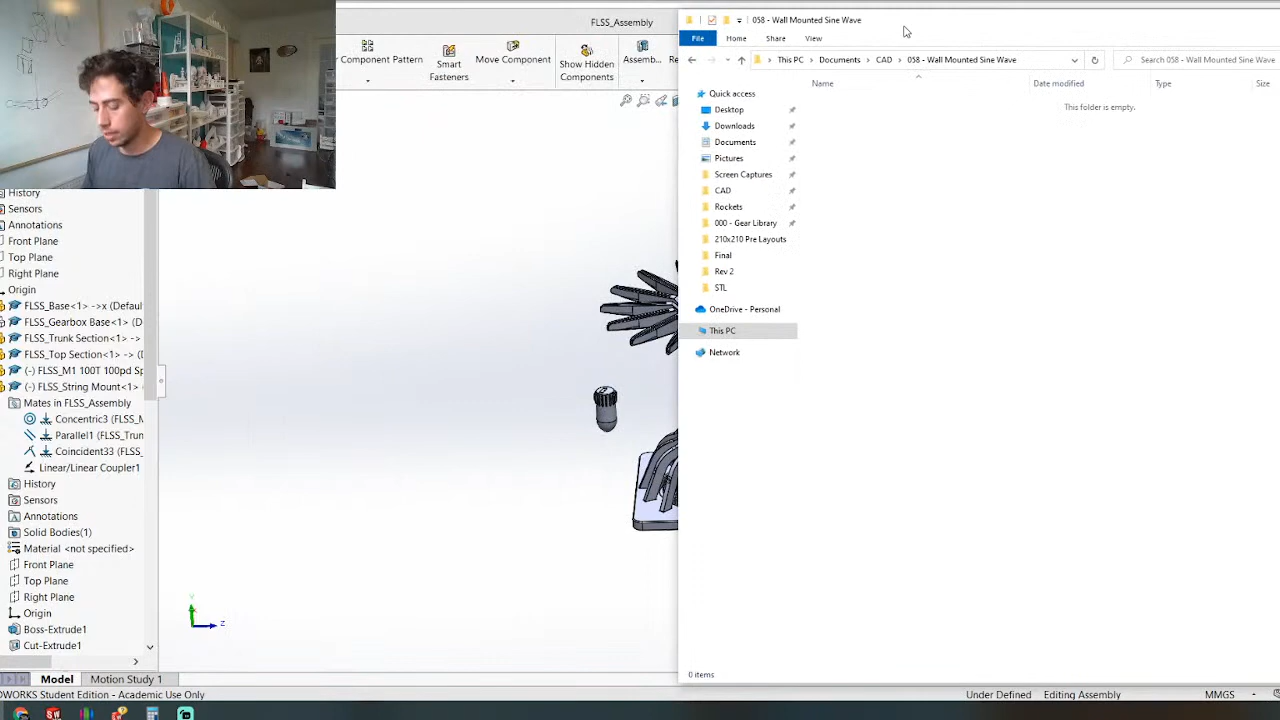 FLSS_Assembly
Component Pattern
Smart
Fasteners
Move Component
Show Hidden
Components
Assemb...
History
Sensors
Annotations
Front Plane
Top Plane
Right Plane
Origin
FLSS_Base<1> ->x (Defau
FLSS_Gearbox Base<1> (D
FLSS_Trunk Section<1> (
FLSS_Top Section<1> (D
(-) FLSS_M1 100T 100pd Sp
(-) FLSS_String Mount<1>
Mates in FLSS_Assembly
Concentric3 (FLSS_M
Parallel1 (FLSS_Trun
Coincident33 (FLSS_
Linear/Linear Coupler1
History
Sensors
Annotations
Solid Bodies(1)
Material <not specified>
Front Plane
Top Plane
Right Plane
Origin
Boss-Extrude1
Cut-Extrude1
Y
Z
Model
Motion Study 1
WORKS Student Edition - Academic Use Only
Under Defined
Editing Assembly
MMGS
058 - Wall Mounted Sine Wave
File
Home
Share
View
This PC
Documents
CAD
058 - Wall Mounted Sine Wave
Search 058 - Wall Mounted Sine Wave
Name
Date modified
Type
Size
This folder is empty.
Quick access
Desktop
Downloads
Documents
Pictures
Screen Captures
CAD
Rockets
000 - Gear Library
210x210 Pre Layouts
Final
Rev 2
STL
OneDrive - Personal
This PC
Network
0 items